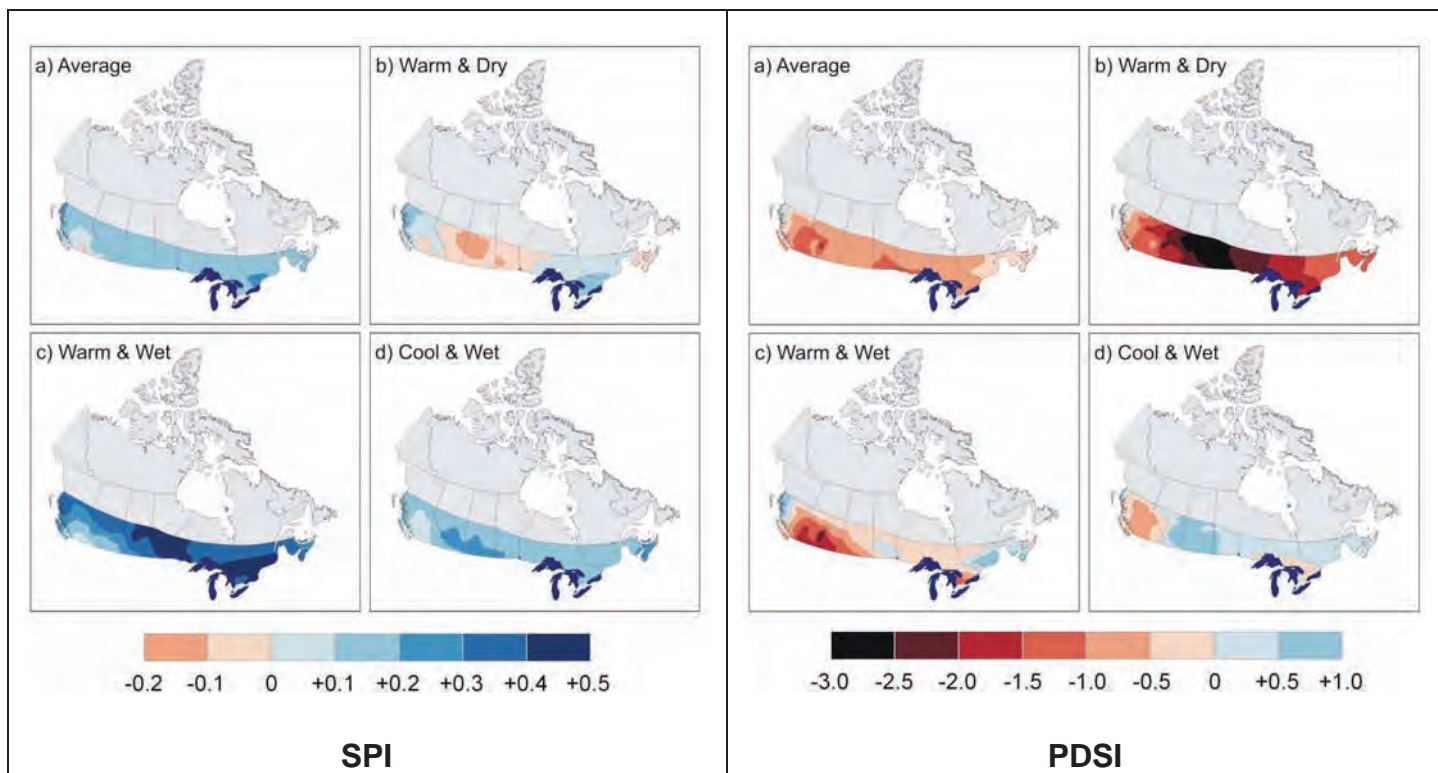 a) Average
b) Warm & Dry
c) Warm & Wet
d) Cool & Wet
-0.2 -0.1 0 +0.1 +0.2 +0.3 +0.4 +0.5
SPI
a) Average
b) Warm & Dry
c) Warm & Wet
d) Cool & Wet
-3.0 -2.5 -2.0 -1.5 -1.0 -0.5 0 +0.5 +1.0
PDSI